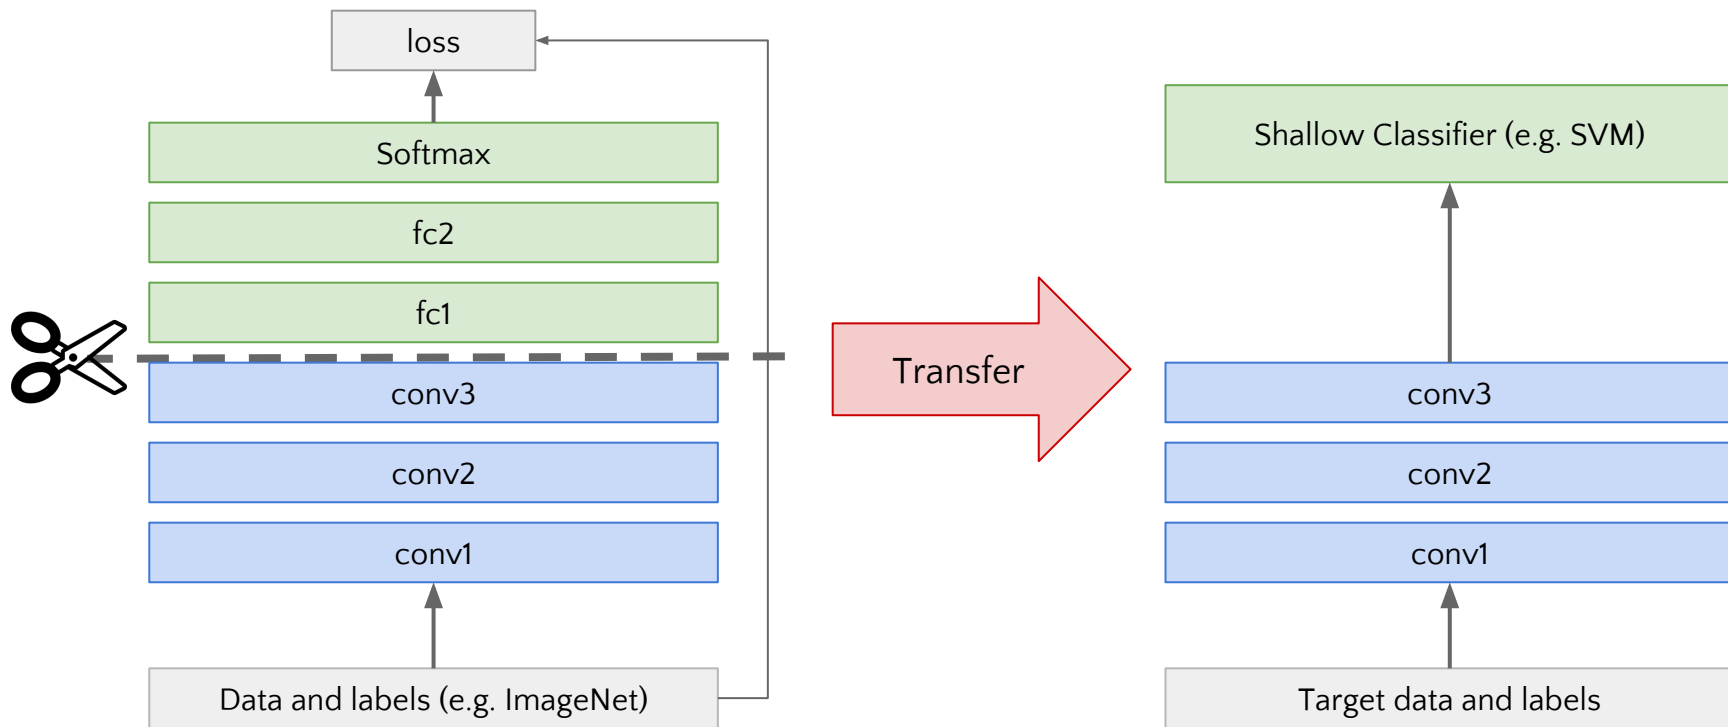 loss
Softmax
fc2
fc1
conv3
conv2
conv1
Data and labels (e.g. ImageNet)
Transfer
Shallow Classifier (e.g. SVM)
conv3
conv2
conv1
Target data and labels